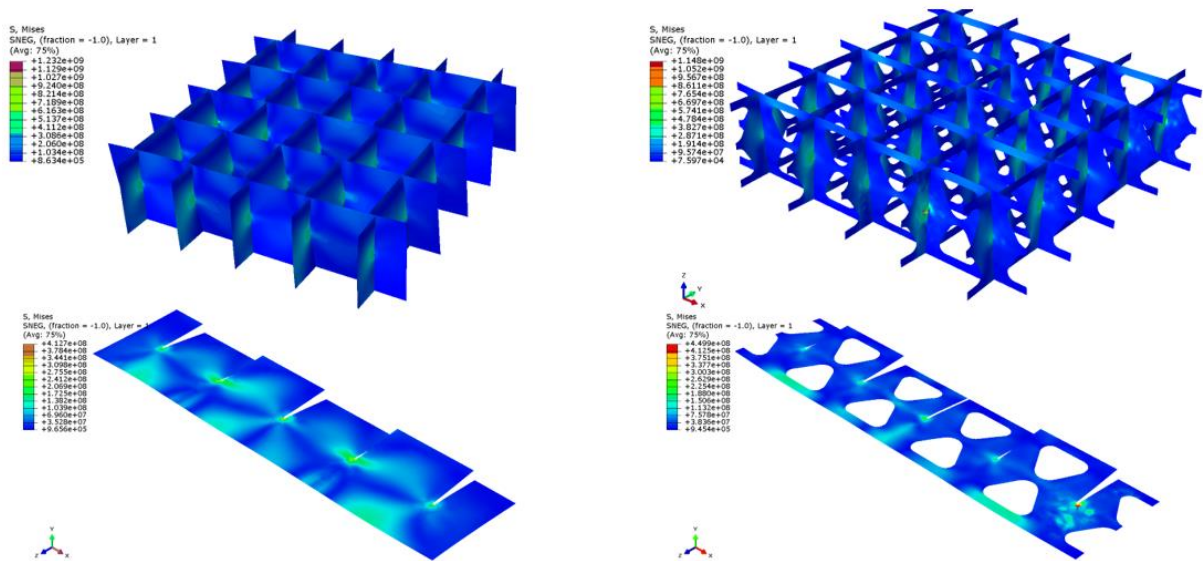 S, Mises
SNEG, (fraction = -1.0), Layer = 1
(Avg: 75%)
+1.232e+09
+1.129e+09
+1.027e+09
+9.240e+08
+8.214e+08
+7.189e+08
+6.163e+08
+5.137e+08
+4.112e+08
+3.086e+08
+2.060e+08
+1.034e+08
+8.634e+05
S, Mises
SNEG, (fraction = -1.0), Layer = 1
(Avg: 75%)
+1.148e+09
+1.052e+09
+9.567e+08
+8.611e+08
+7.654e+08
+6.697e+08
+5.741e+08
+4.784e+08
+3.827e+08
+2.871e+08
+1.914e+08
+9.574e+07
+7.597e+04
Z
Y
X
S, Mises
SNEG, (fraction = -1.0), Layer = 1
(Avg: 75%)
+4.127e+08
+3.784e+08
+3.441e+08
+3.098e+08
+2.755e+08
+2.412e+08
+2.069e+08
+1.725e+08
+1.382e+08
+1.039e+08
+6.960e+07
+3.528e+07
+9.656e+05
Y
Z
X
S, Mises
SNEG, (fraction = -1.0), Layer = 1
(Avg: 75%)
+4.499e+08
+4.125e+08
+3.751e+08
+3.377e+08
+3.003e+08
+2.629e+08
+2.254e+08
+1.880e+08
+1.506e+08
+1.132e+08
+7.578e+07
+3.836e+07
+9.454e+05
Y
Z
X